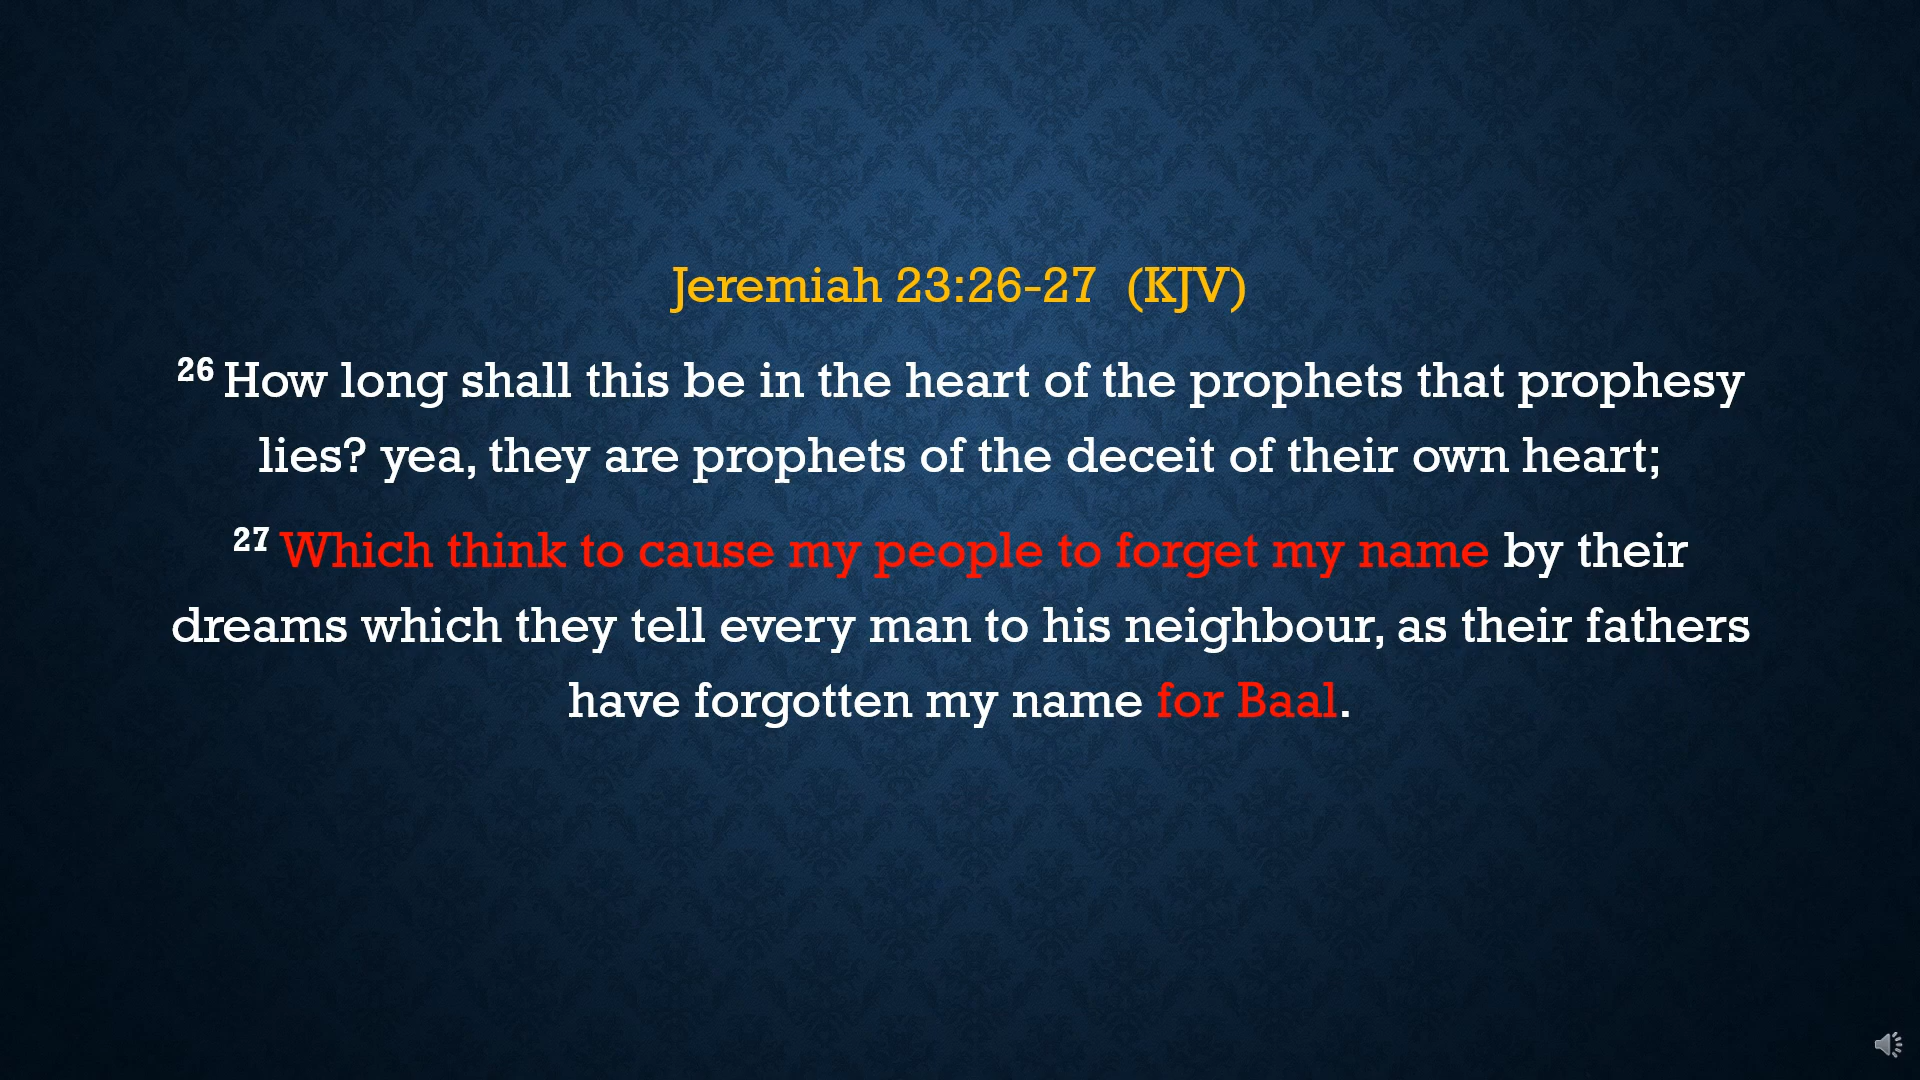 Jeremiah 23:26-27 (KJV)
26 How long shall this be in the heart of the prophets that prophesy
lies? yea, they are prophets of the deceit of their own heart;
27 Which think to cause my people to forget my name by their
dreams which they tell every man to his neighbour, as their fathers
have forgotten my name for Baal.